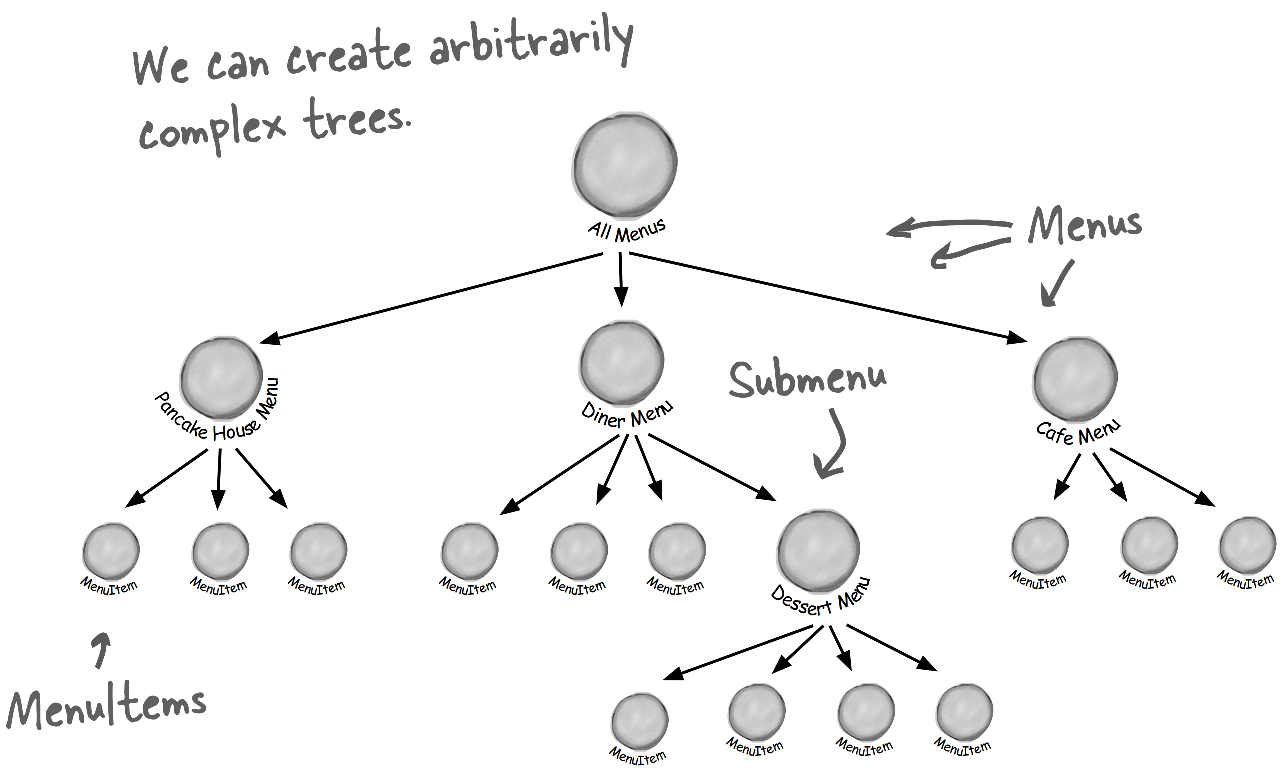 We can create arbitrarily
complex trees.
All Menus
Menus
Pancake House Menu
Diner Menu
Submenu
Cafe Menu
MenuItem
MenuItem
MenuItem
MenuItem
MenuItem
MenuItem
Dessert Menu
MenuItem
MenuItem
MenuItem
MenuItems
MenuItem
MenuItem
MenuItem
MenuItem